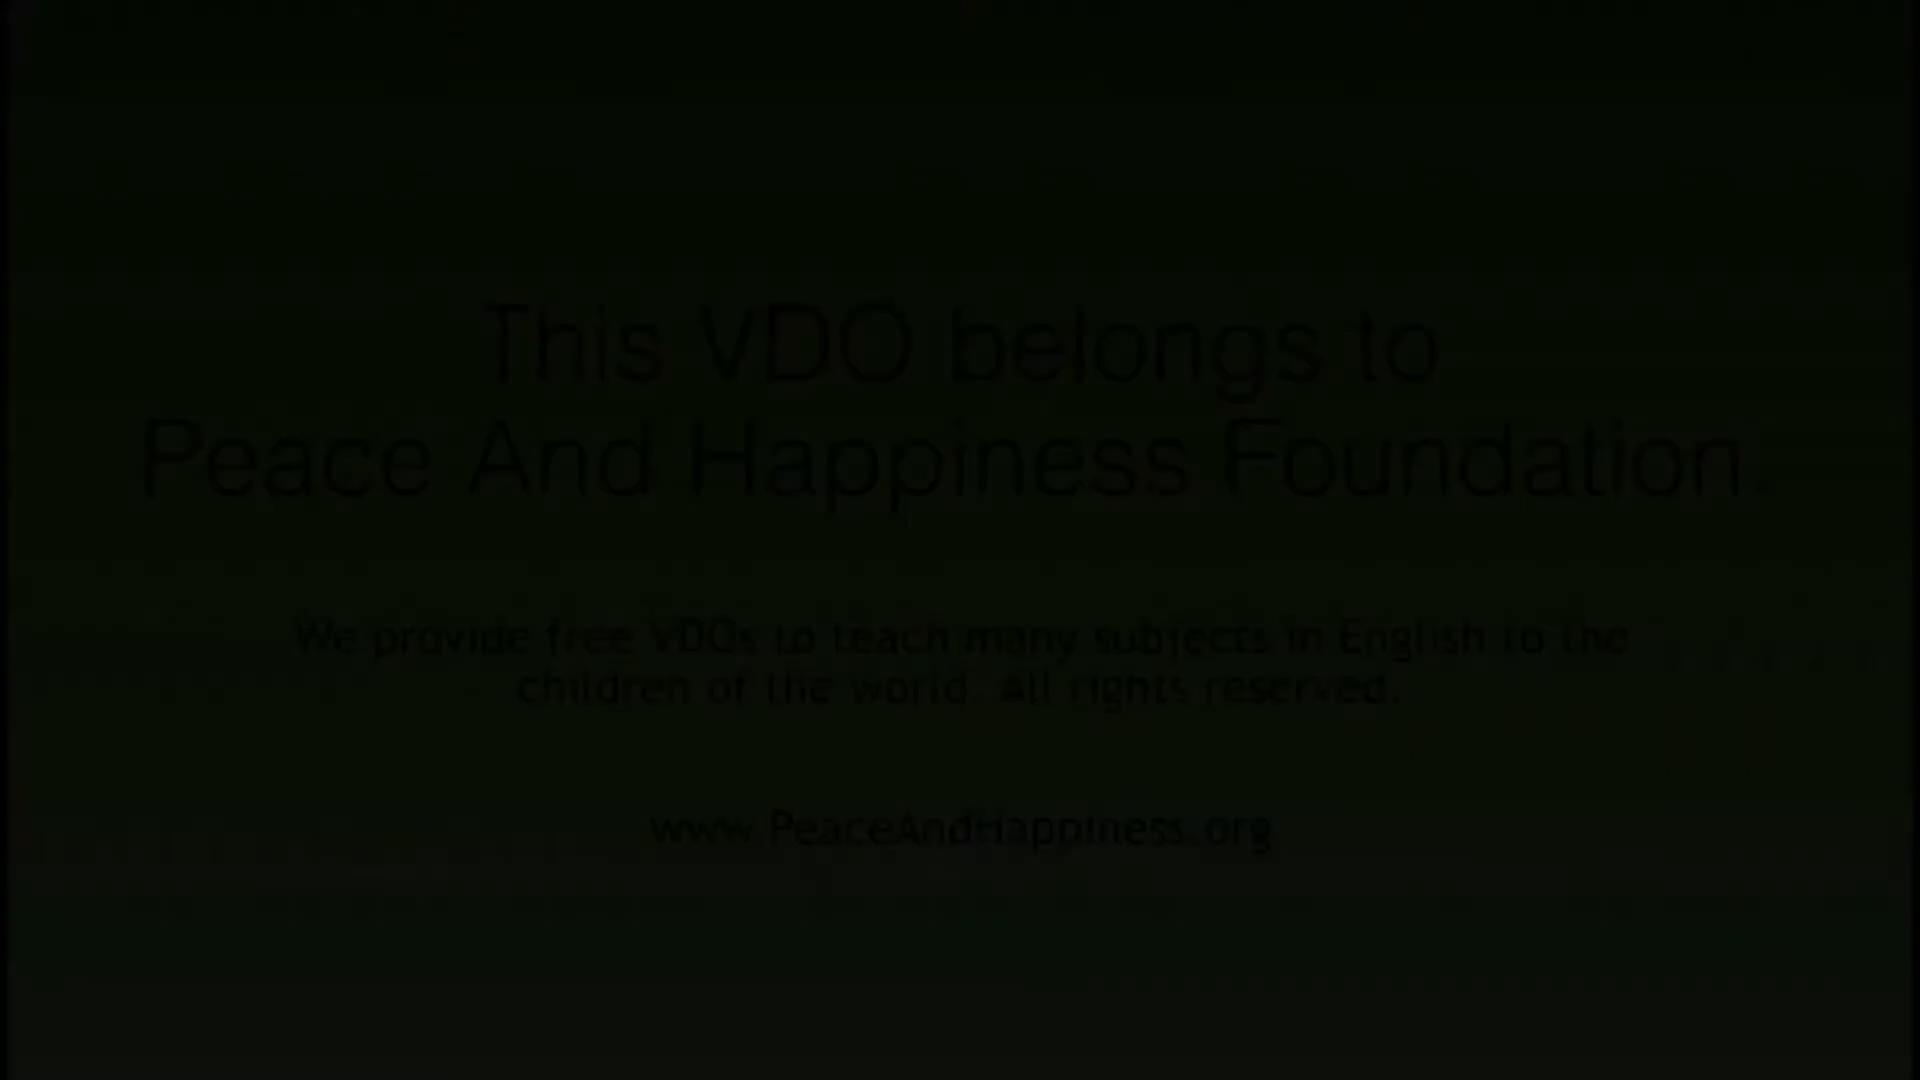 This VDO belongs to
Peace And Happiness Foundation.
We provide free VDOs to teach many subjects in English to the
children of the world. All rights reserved.
www.PeaceAndHappiness.org